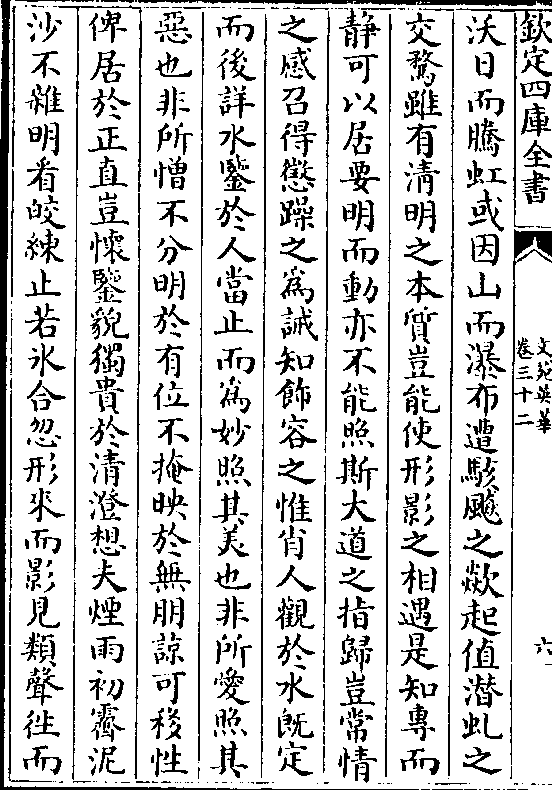 欽定四庫全書
文苑英華
卷三十二
六
沃日而騰虹或因山而瀑布遭駭飈之歘起值潜虬之
交騖雖有清明之本質豈能使形影之相遇是知專而
静可以居要明而動亦不能照斯大道之指歸豈常情
之感召得懲躁之為誡知飾容之惟肖人觀於水既定
而後詳水鑒於人當止而為妙照其美也非所愛照其
惡也非所憎不分明於有位不掩映於無朋諒可移性
俾居於正直豈懷鑒貌獨貴於清澄想夫煙雨初霽泥
沙不雜明看皎練止若氷合忽形來而影見類聲徃而